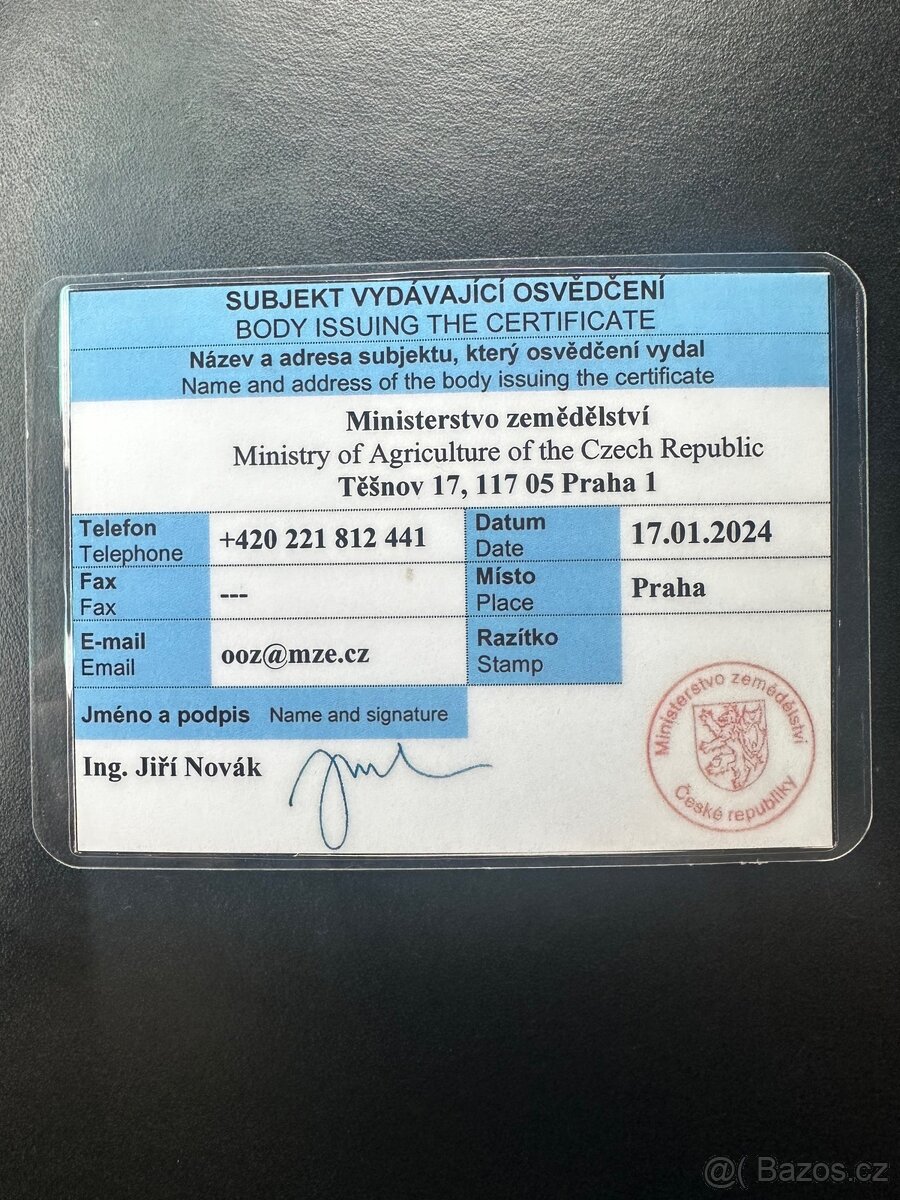 SUBJEKT VYDÁVAJÍCÍ OSVĚDČENÍ
BODY ISSUING THE CERTIFICATE
Název a adresa subjektu, který osvědčení vydal
Name and address of the body issuing the certificate
Ministerstvo zemědělství
Ministry of Agriculture of the Czech Republic
Těšnov 17, 117 05 Praha 1
Telefon
Telephone
+420 221 812 441
Datum
Date
17.01.2024
Fax
Fax
---
Místo
Place
Praha
E-mail
Email
ooz@mze.cz
Razítko
Stamp
Jméno a podpis Name and signature
Ing. Jiří Novák
Ministerstvo zemědělství
České republiky
@( Bazos.cz